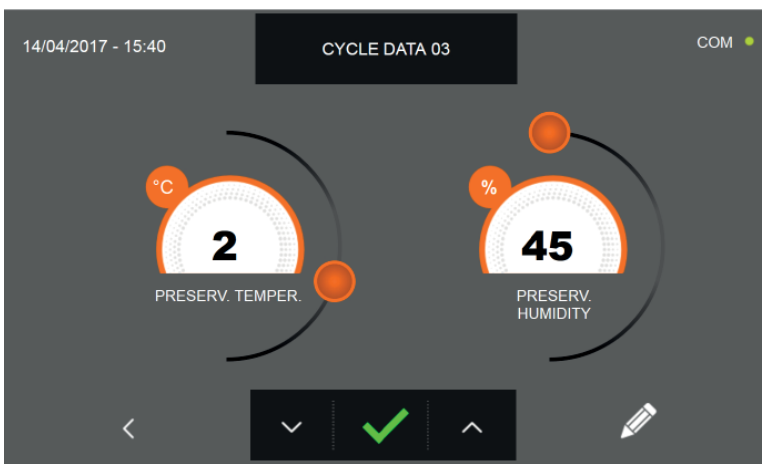 14/04/2017 - 15:40
CYCLE DATA 03
COM
°C
2
PRESERV. TEMPER.
%
45
PRESERV.
HUMIDITY